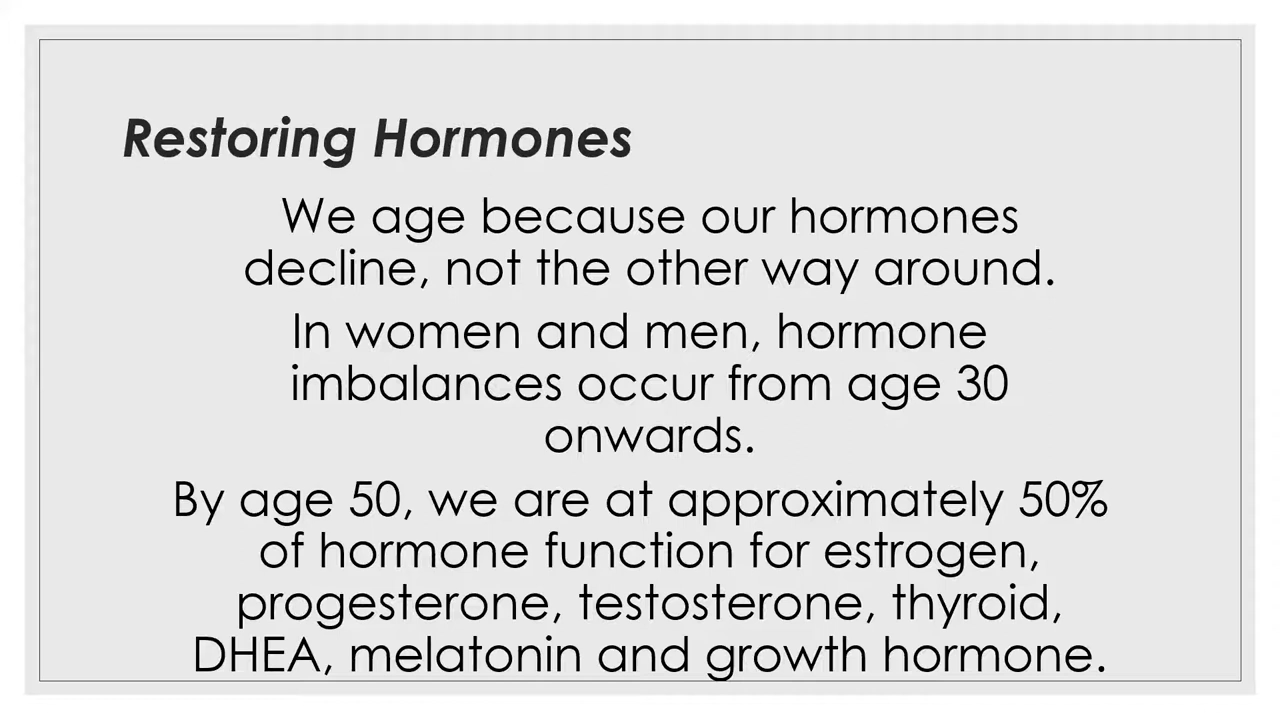 Restoring Hormones
We age because our hormones
decline, not the other way around.
In women and men, hormone
imbalances occur from age 30
onwards.
By age 50, we are at approximately 50%
of hormone function for estrogen,
progesterone, testosterone, thyroid,
DHEA, melatonin and growth hormone.